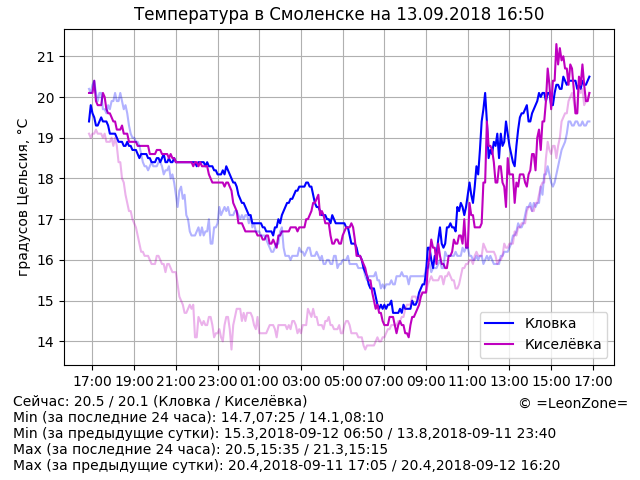 Температура в Смоленске на 13.09.2018 16:50
градусов Цельсия, °C
21
20
19
18
17
16
15
14
17:00 19:00 21:00 23:00 01:00 03:00 05:00 07:00 09:00 11:00 13:00 15:00 17:00
Кловка
Киселёвка
Сейчас: 20.5 / 20.1 (Кловка / Киселёвка)
© =LeonZone=
Min (за последние 24 часа): 14.7,07:25 / 14.1,08:10
Min (за предыдущие сутки): 15.3,2018-09-12 06:50 / 13.8,2018-09-11 23:40
Max (за последние 24 часа): 20.5,15:35 / 21.3,15:15
Max (за предыдущие сутки): 20.4,2018-09-11 17:05 / 20.4,2018-09-12 16:20